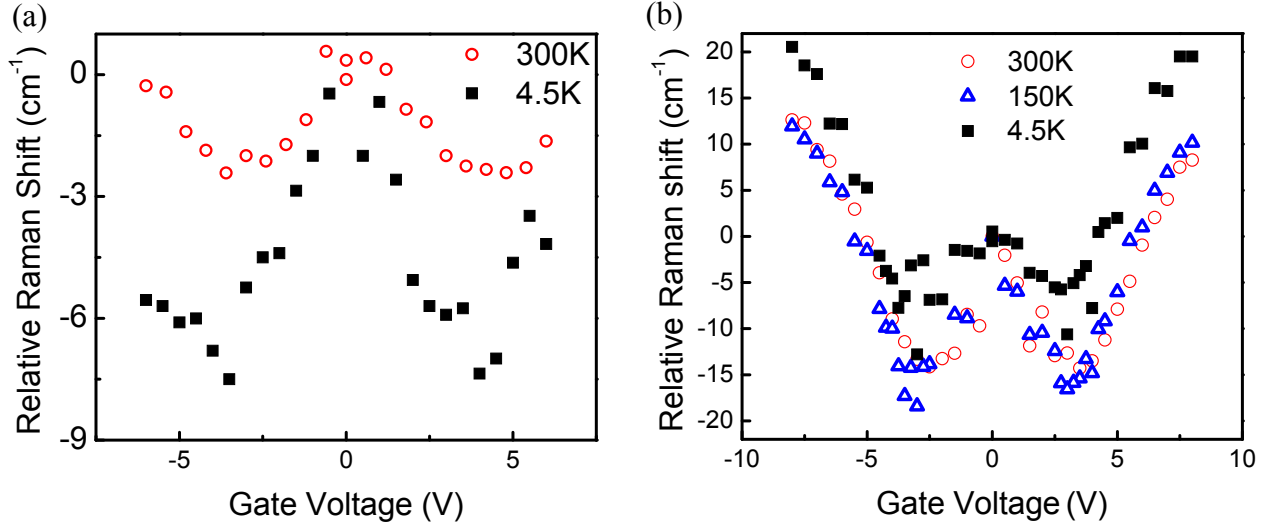 (a)
300K
4.5K
0
-3
-6
-9
-5
0
5
Relative Raman Shift (cm⁻¹)
Gate Voltage (V)
(b)
300K
150K
4.5K
20
15
10
5
0
-5
-10
-15
-20
-10
-5
0
5
10
Relative Raman shift (cm⁻¹)
Gate Voltage (V)